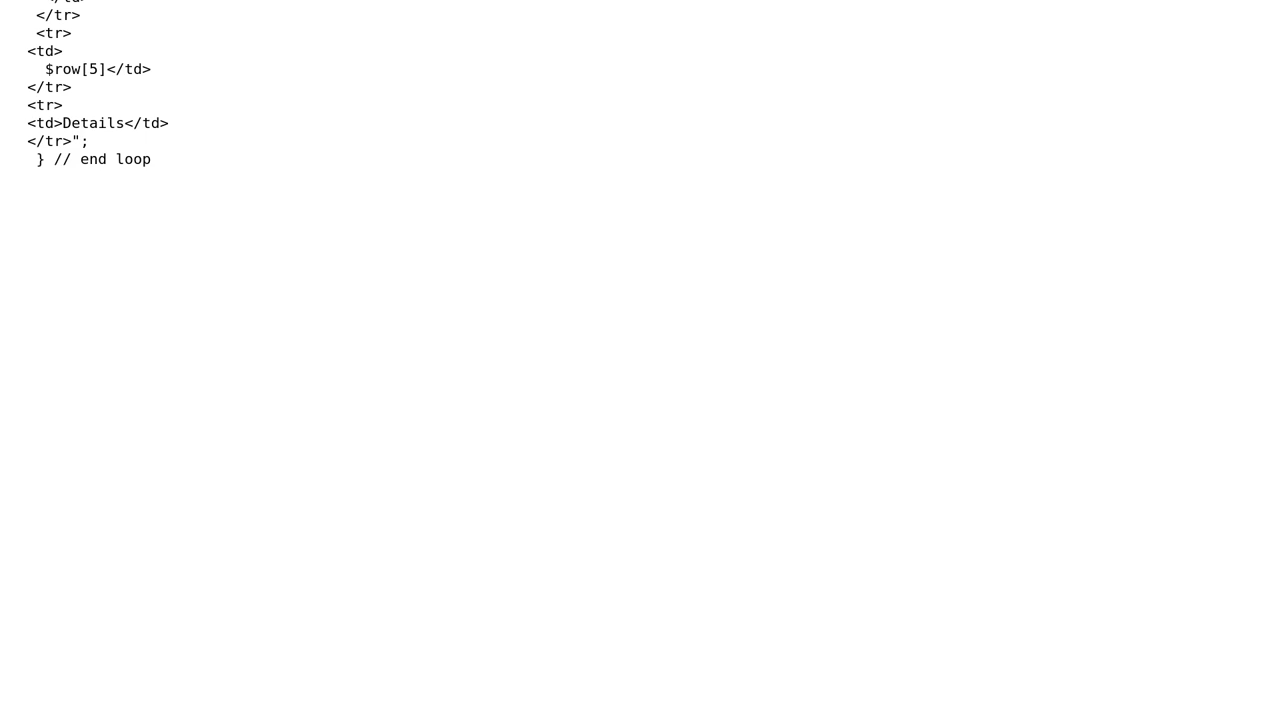 </tr>
<tr>
<td>
$row[5]</td>
</tr>
<tr>
<td>Details</td>
</tr>";
} // end loop